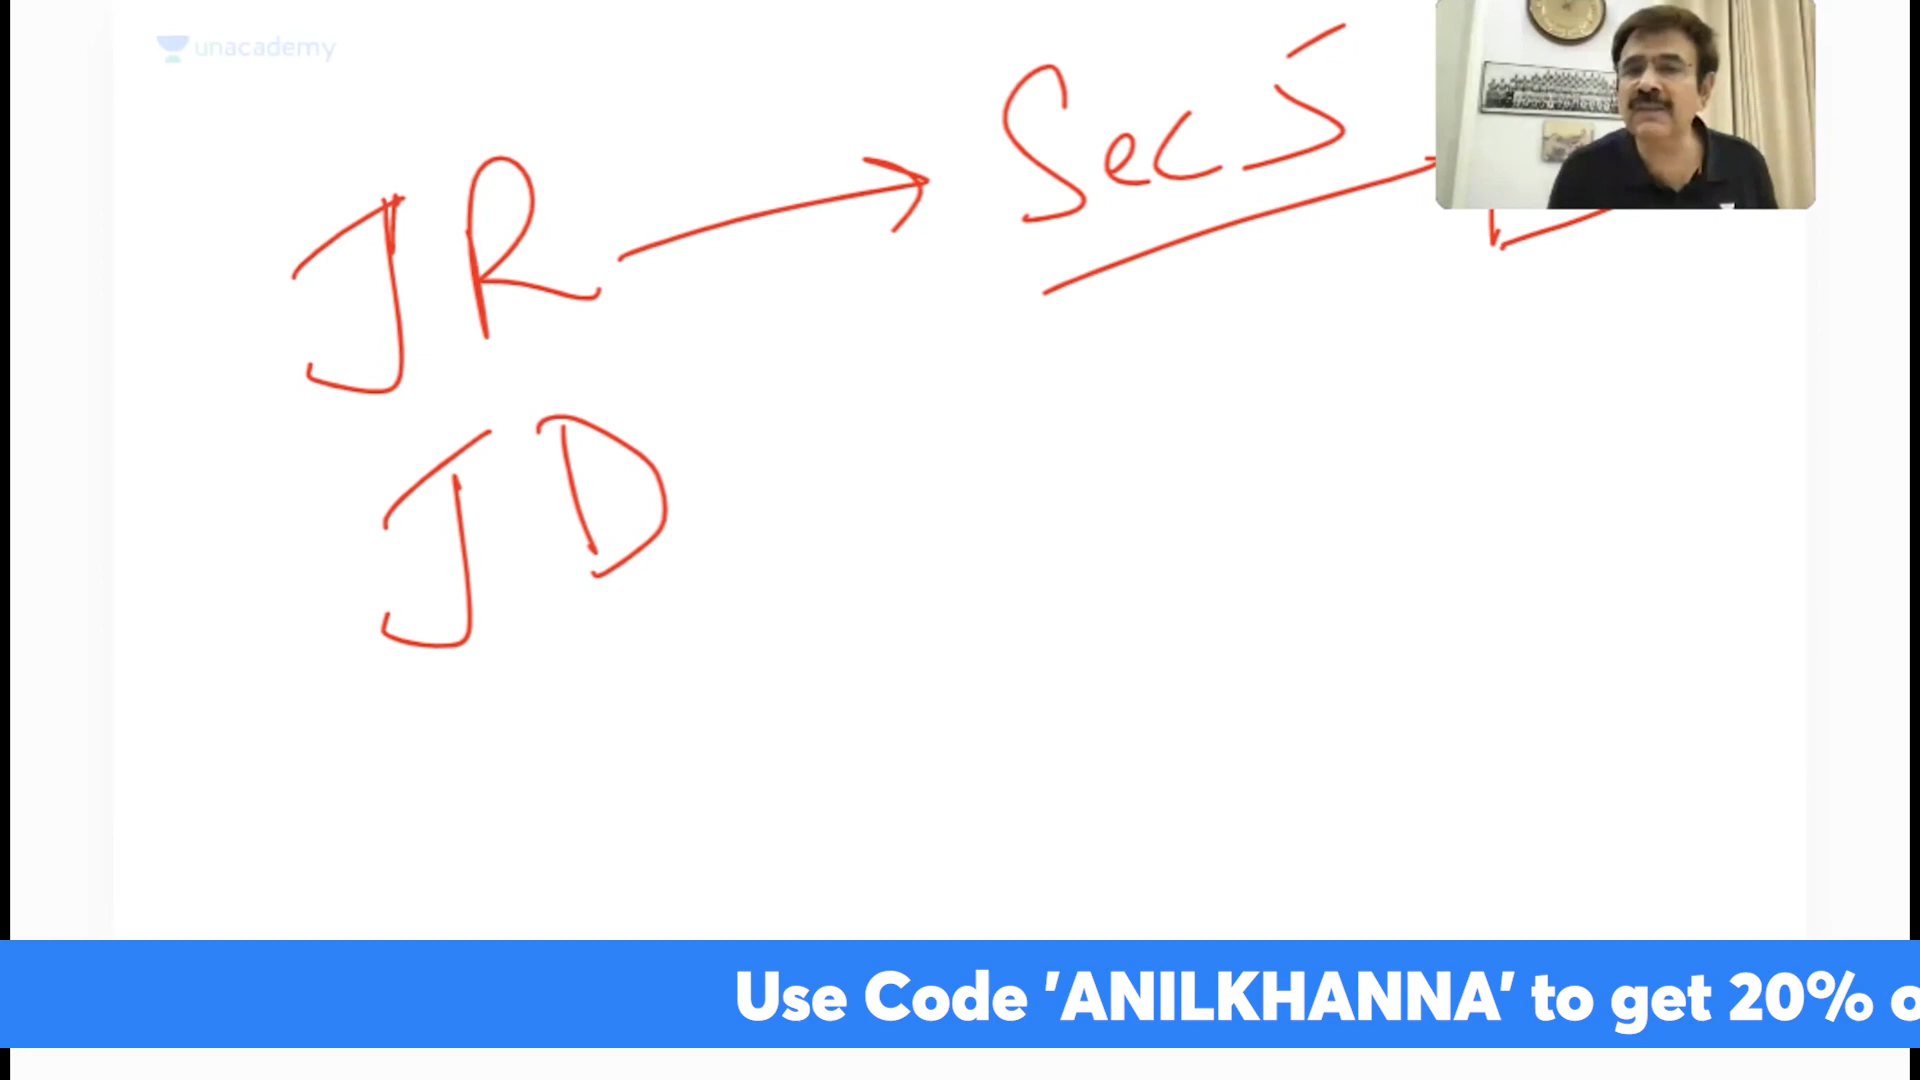 unacademy
JR → Sec 5
JD
Use Code 'ANILKHANNA' to get 20% o